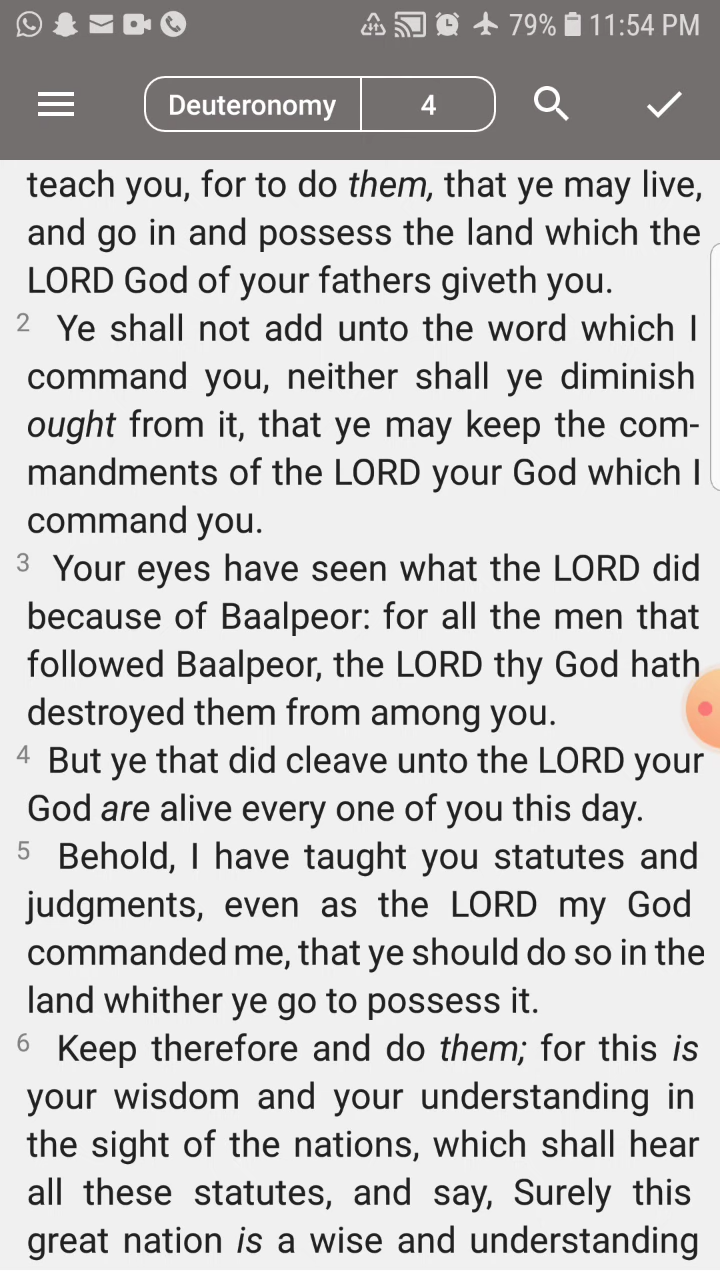 79% 11:54 PM
Deuteronomy 4
teach you, for to do them, that ye may live,
and go in and possess the land which the
LORD God of your fathers giveth you.
2 Ye shall not add unto the word which I
command you, neither shall ye diminish
ought from it, that ye may keep the com-
mandments of the LORD your God which I
command you.
3 Your eyes have seen what the LORD did
because of Baalpeor: for all the men that
followed Baalpeor, the LORD thy God hath
destroyed them from among you.
4 But ye that did cleave unto the LORD your
God are alive every one of you this day.
5 Behold, I have taught you statutes and
judgments, even as the LORD my God
commanded me, that ye should do so in the
land whither ye go to possess it.
6 Keep therefore and do them; for this is
your wisdom and your understanding in
the sight of the nations, which shall hear
all these statutes, and say, Surely this
great nation is a wise and understanding